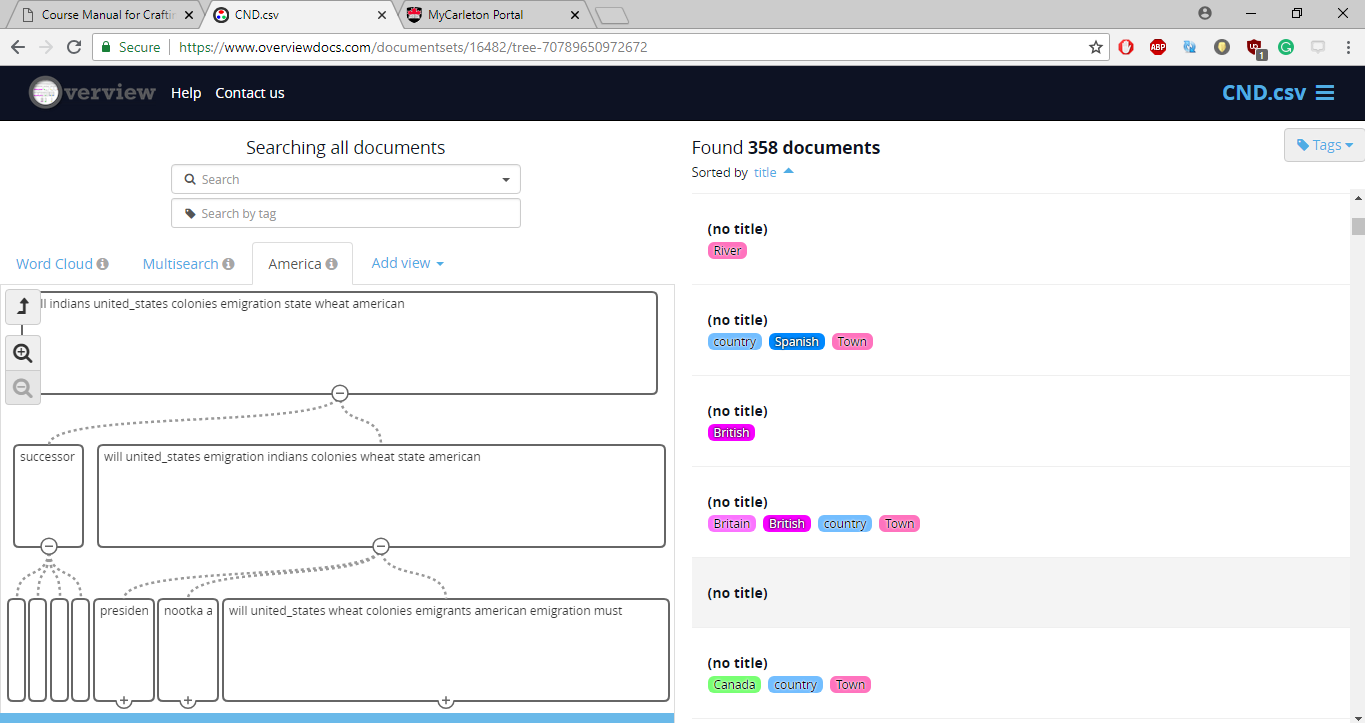 Course Manual for Craftin
CND.csv
MyCarleton Portal
Secure
https://www.overviewdocs.com/documentsets/16482/tree-70789650972672
ABP
1
verview
Help
Contact us
CND.csv
Searching all documents
Search
Search by tag
Word Cloud
Multisearch
America
Add view
indians united_states colonies emigration state wheat american
successor
will united_states emigration indians colonies wheat state american
presiden
nootka a
will united_states wheat colonies emigrants american emigration must
Found 358 documents
Tags
Sorted by title
(no title)
River
(no title)
country Spanish Town
(no title)
British
(no title)
Britain British country Town
(no title)
(no title)
Canada country Town